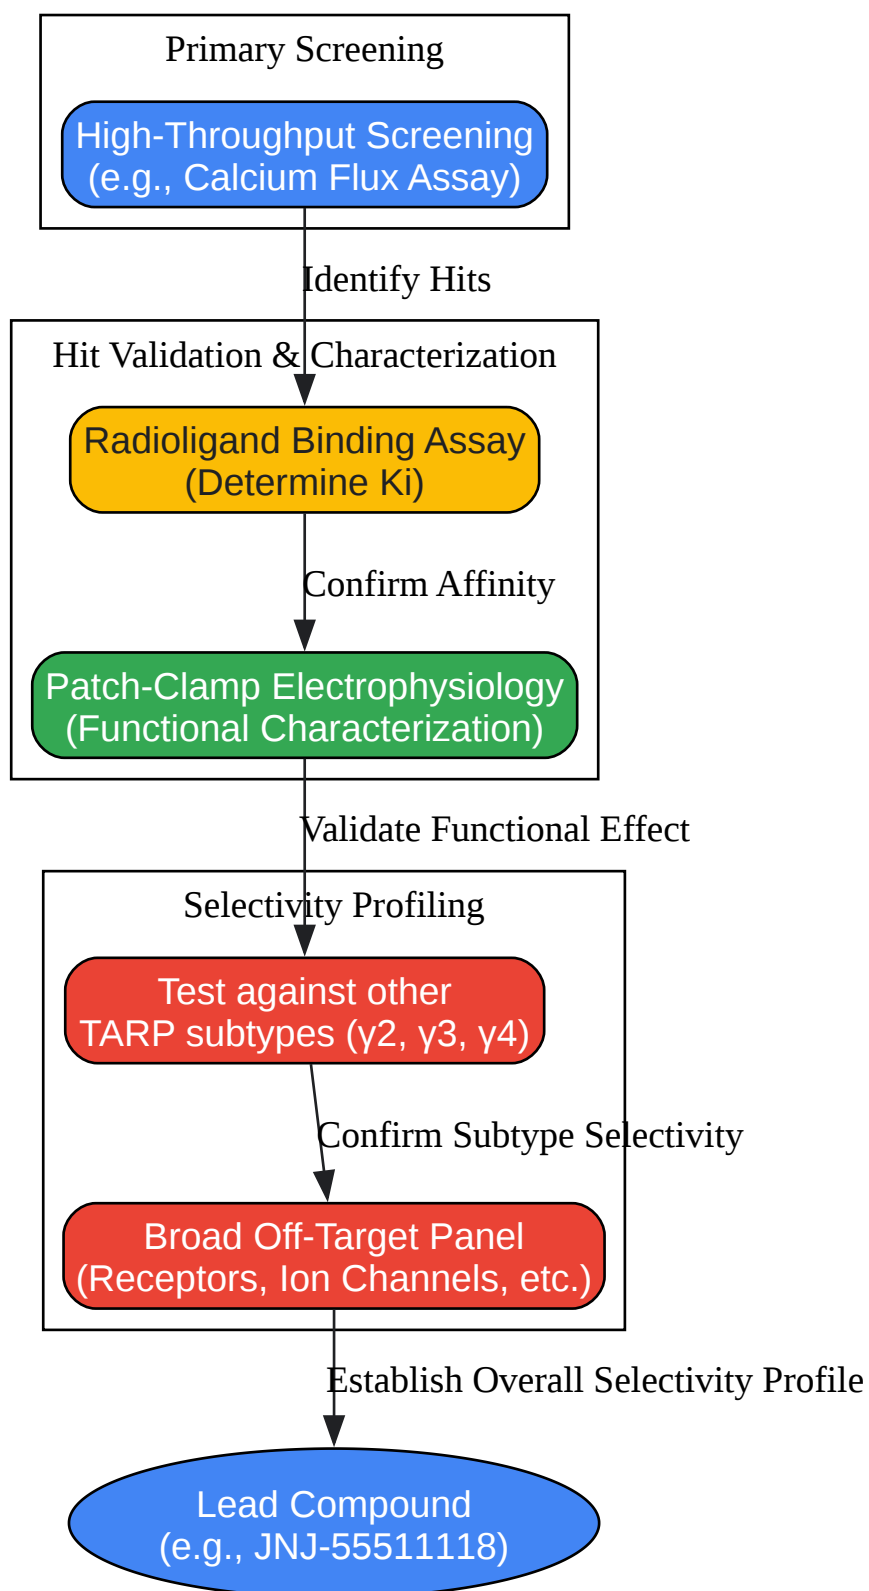 Primary Screening
High-Throughput Screening
(e.g., Calcium Flux Assay)
Identify Hits
Hit Validation & Characterization
Radioligand Binding Assay
(Determine Ki)
Confirm Affinity
Patch-Clamp Electrophysiology
(Functional Characterization)
Validate Functional Effect
Selectivity Profiling
Test against other
TARP subtypes (γ2, γ3, γ4)
Confirm Subtype Selectivity
Broad Off-Target Panel
(Receptors, Ion Channels, etc.)
Establish Overall Selectivity Profile
Lead Compound
(e.g., JNJ-55511118)